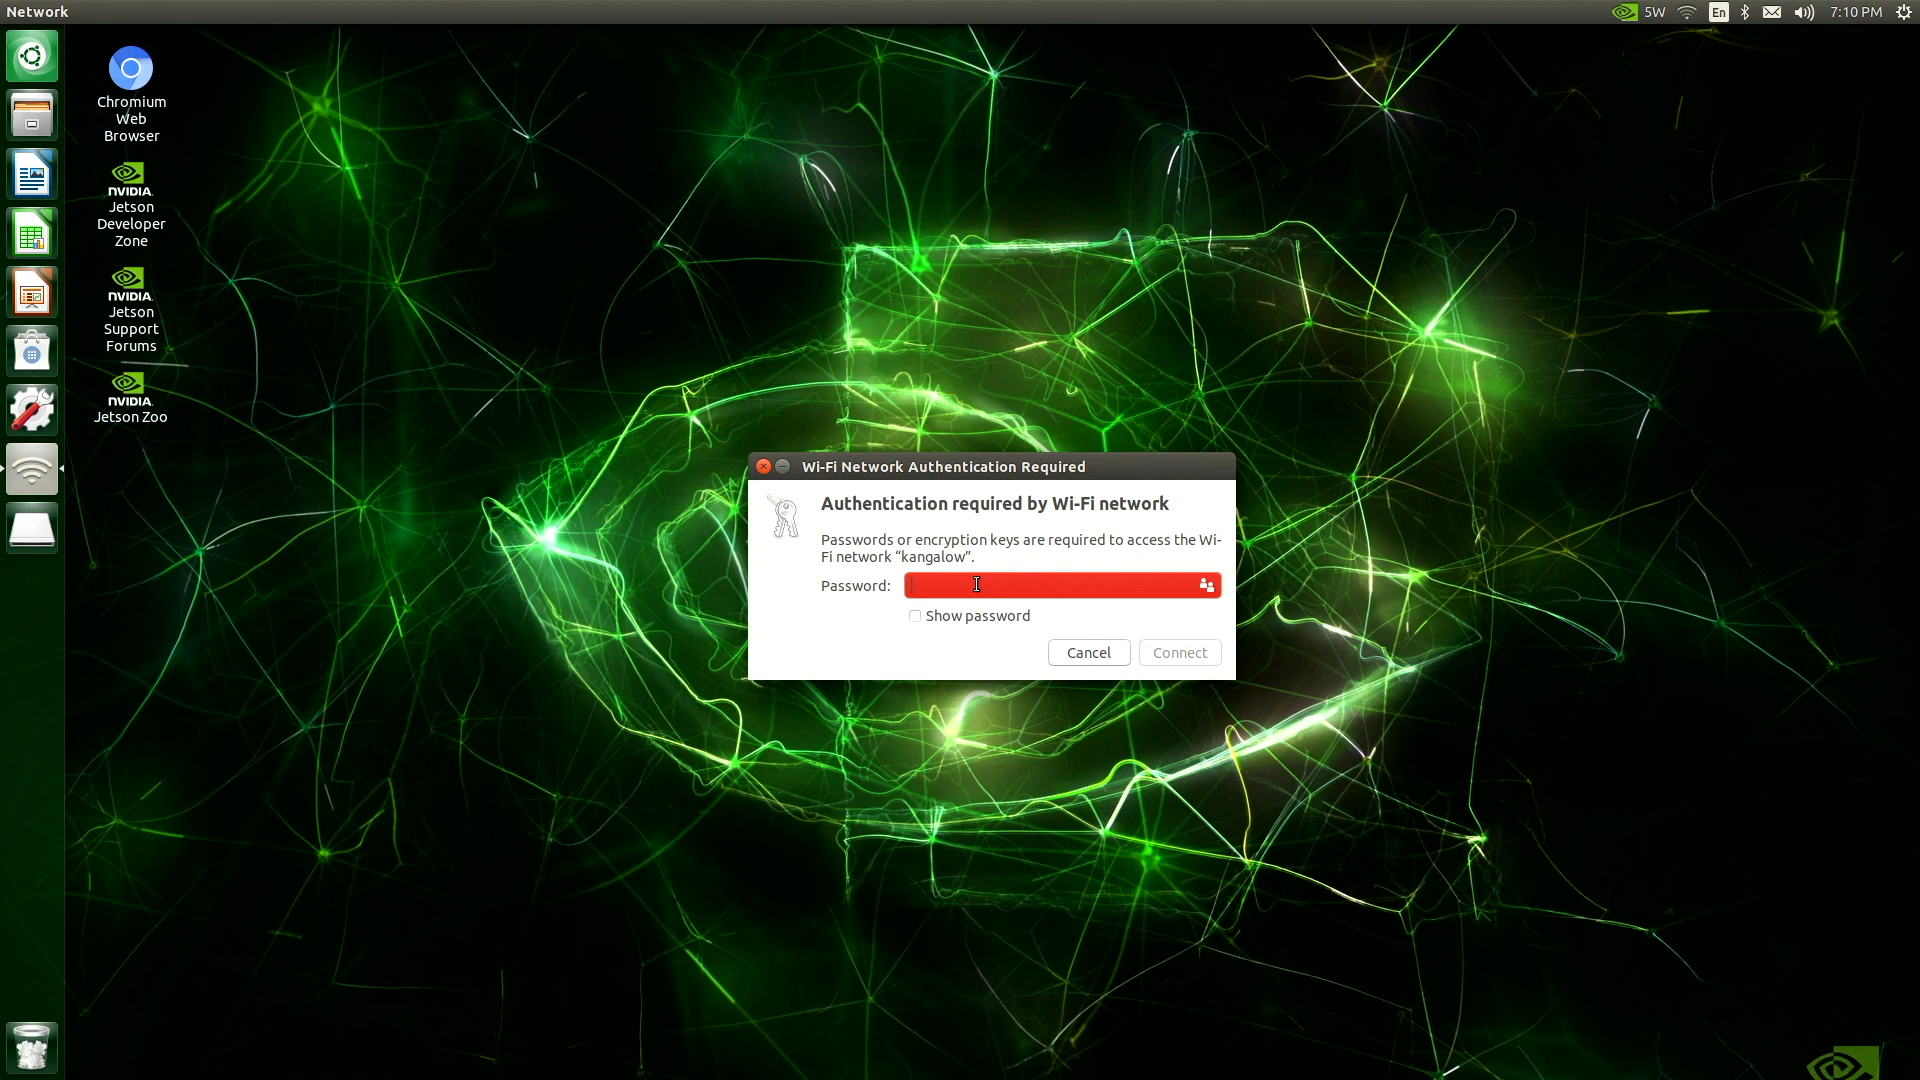 Network
5W
En
7:10 PM
Chromium
Web
Browser
NVIDIA.
Jetson
Developer
Zone
NVIDIA.
Jetson
Support
Forums
NVIDIA.
Jetson Zoo
Wi-Fi Network Authentication Required
Authentication required by Wi-Fi network
Passwords or encryption keys are required to access the Wi-
Fi network “kangalow”.
Password:
Show password
Cancel
Connect